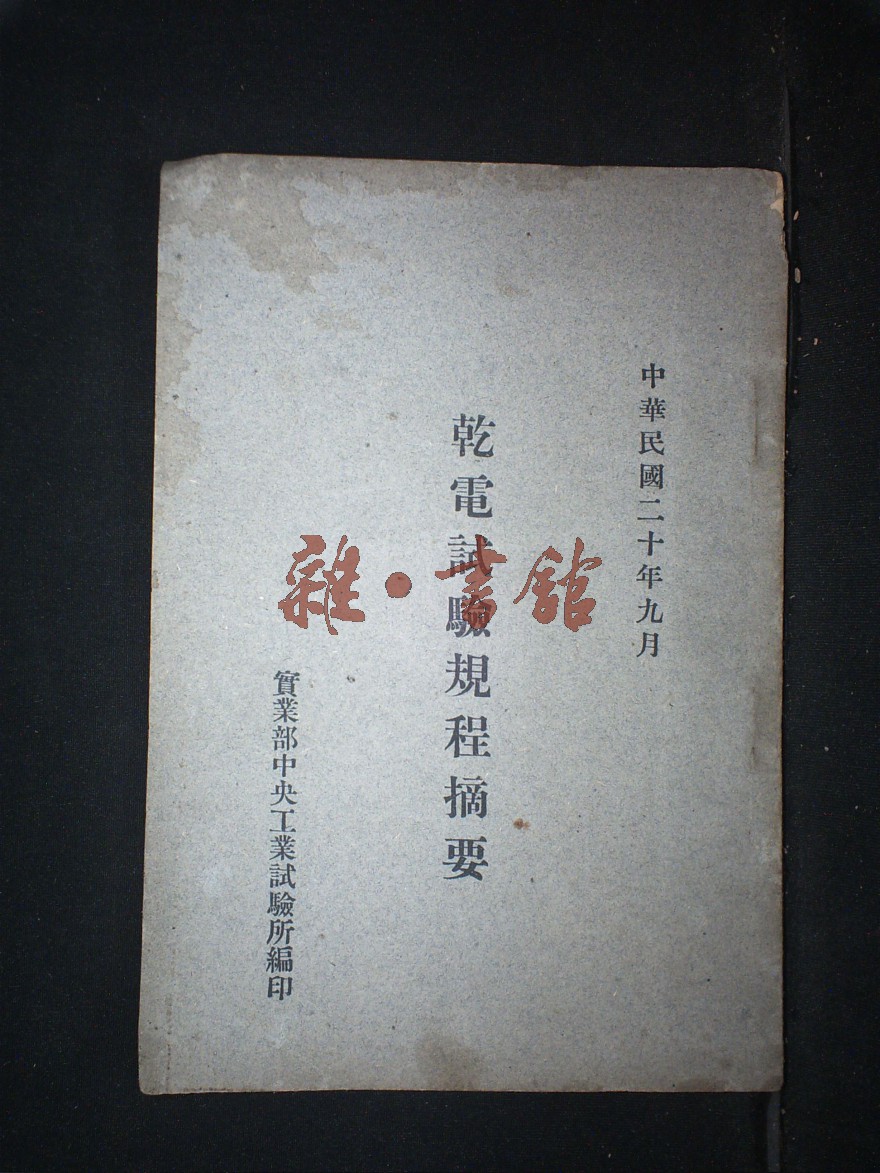 中華民國二十年九月
乾電試驗規程摘要
實業部中央工業試驗所編印
雜·書館